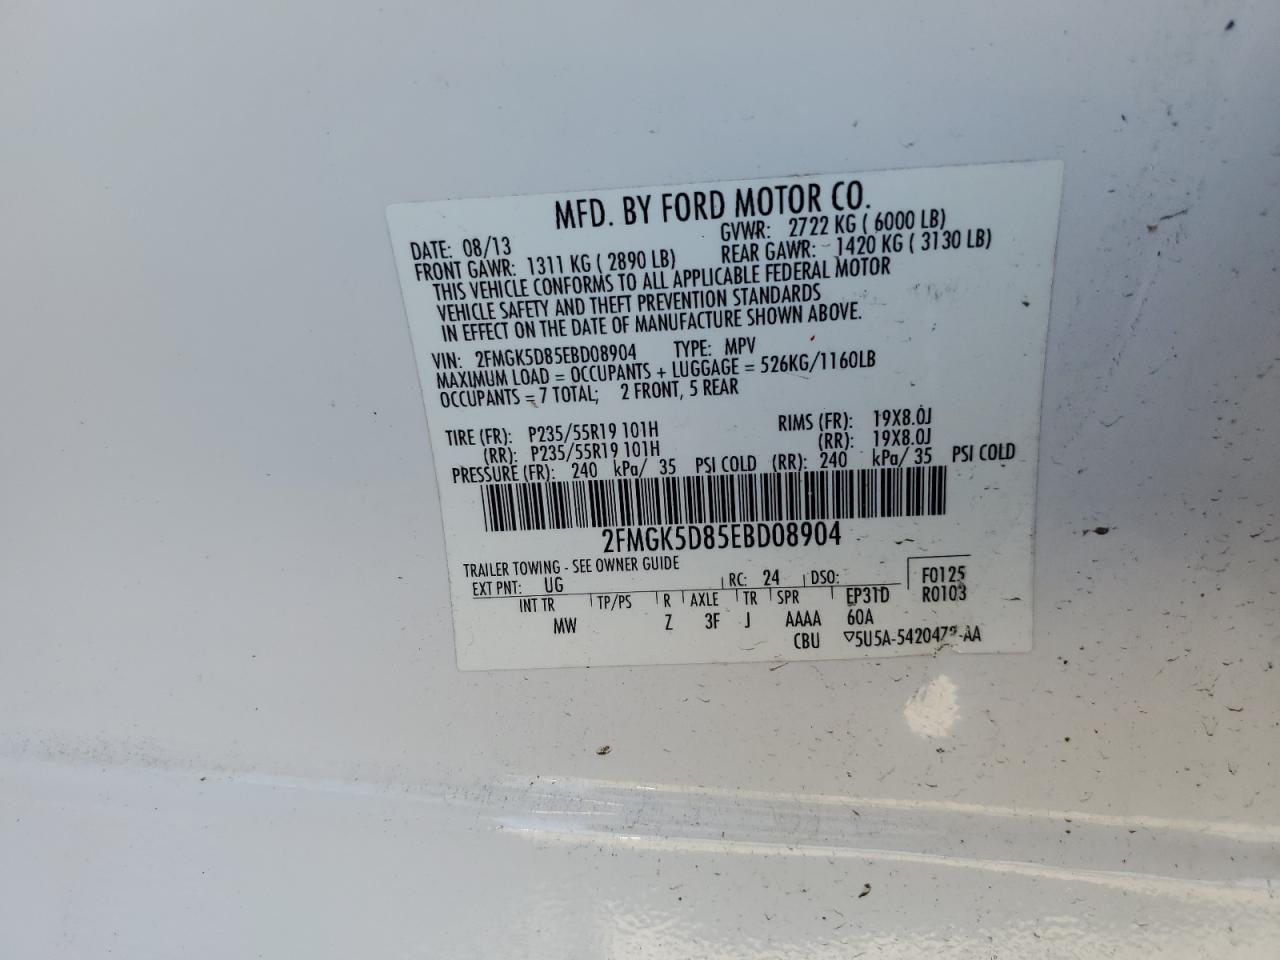 MFD. BY FORD MOTOR CO.
DATE: 08/13 GVWR: 2722 KG ( 6000 LB)
FRONT GAWR: 1311 KG ( 2890 LB) REAR GAWR: 1420 KG ( 3130 LB)
THIS VEHICLE CONFORMS TO ALL APPLICABLE FEDERAL MOTOR
VEHICLE SAFETY AND THEFT PREVENTION STANDARDS
IN EFFECT ON THE DATE OF MANUFACTURE SHOWN ABOVE.
VIN: 2FMGK5D85EBD08904 TYPE: MPV
MAXIMUM LOAD = OCCUPANTS + LUGGAGE = 526KG/1160LB
OCCUPANTS = 7 TOTAL; 2 FRONT, 5 REAR
TIRE (FR): P235/55R19 101H RIMS (FR): 19X8.0J
(RR): P235/55R19 101H (RR): 19X8.0J
PRESSURE (FR): 240 kPa/ 35 PSI COLD (RR): 240 kPa/ 35 PSI COLD
2FMGK5D85EBD08904
TRAILER TOWING - SEE OWNER GUIDE
EXT PNT: UG RC: 24 DSO: F0125
INT TR TP/PS R AXLE TR SPR EP31D R0103
MW Z 3F J AAAA 60A
CBU